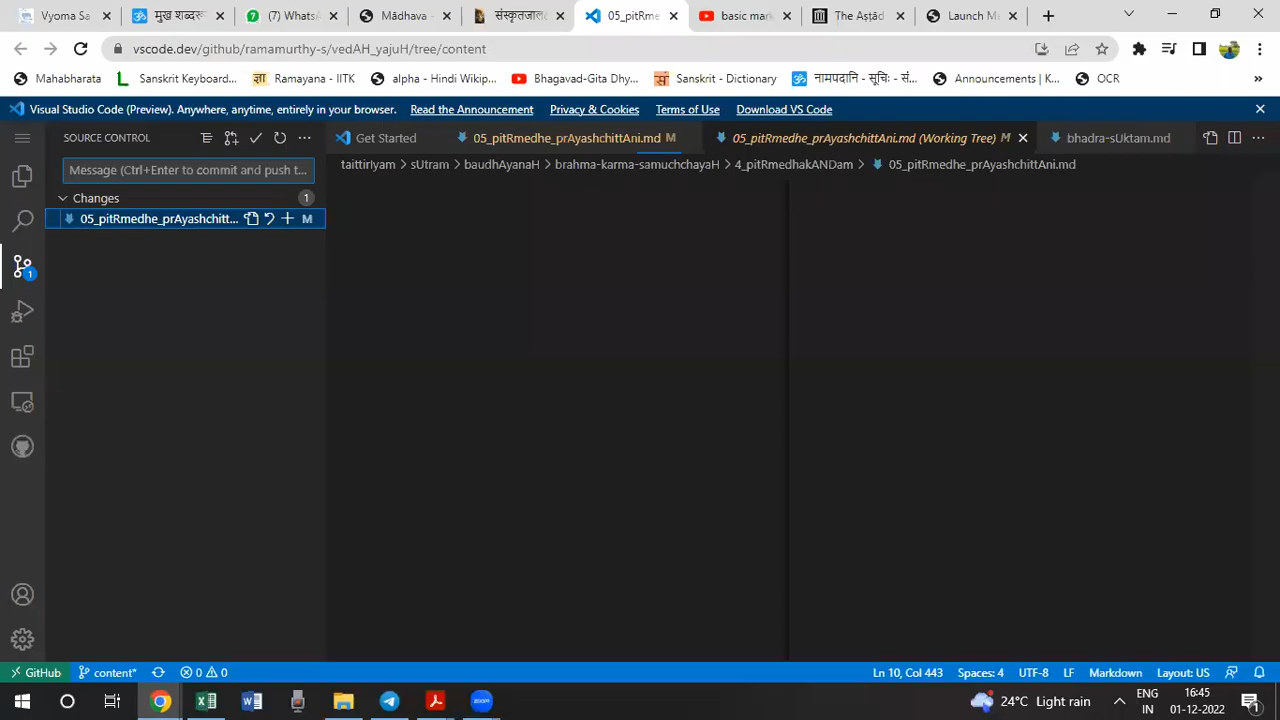 Vyoma Sa
मुख शब्दरू
(7) Whats
Mādhava -
संस्कृतजाल
05_pitRme
basic mark
The Aṣṭād
Launch M
vscode.dev/github/ramamurthy-s/vedAH_yajuH/tree/content
Mahabharata
Sanskrit Keyboard...
Ramayana - IITK
alpha - Hindi Wikip...
Bhagavad-Gita Dhy...
Sanskrit - Dictionary
नामपदानि - सूचिः - सं...
Announcements | K...
OCR
Visual Studio Code (Preview). Anywhere, anytime, entirely in your browser. Read the Announcement Privacy & Consenties Terms of Use Download VS Code
SOURCE CONTROL
Get Started
05_pitRmedhe_prAyashchittAni.md M
05_pitRmedhe_prAyashchittAni.md (Working Tree) M
bhadra-sUktam.md
Message (Ctrl+Enter to commit and push t...
taittirIyam > sUtram > baudhAyanaH > brahma-karma-samuchchayaH > 4_pitRmedhakANDam > 05_pitRmedhe_prAyashchittAni.md
Changes 1
05_pitRmedhe_prAyashchitt... M
1
GitHub content* 0 0
Ln 10, Col 443 Spaces: 4 UTF-8 LF Markdown Layout: US
24°C Light rain
ENG
IN
16:45
01-12-2022
1